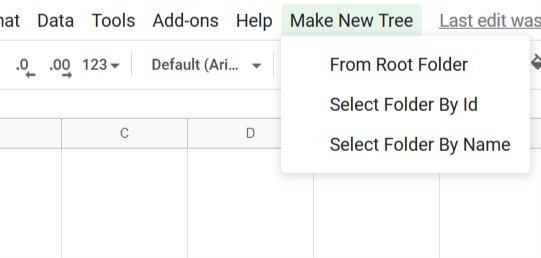 nat Data Tools Add-ons Help Make New Tree Last edit was
.0 .00 123 Default (Ari...
From Root Folder
Select Folder By Id
Select Folder By Name
C D